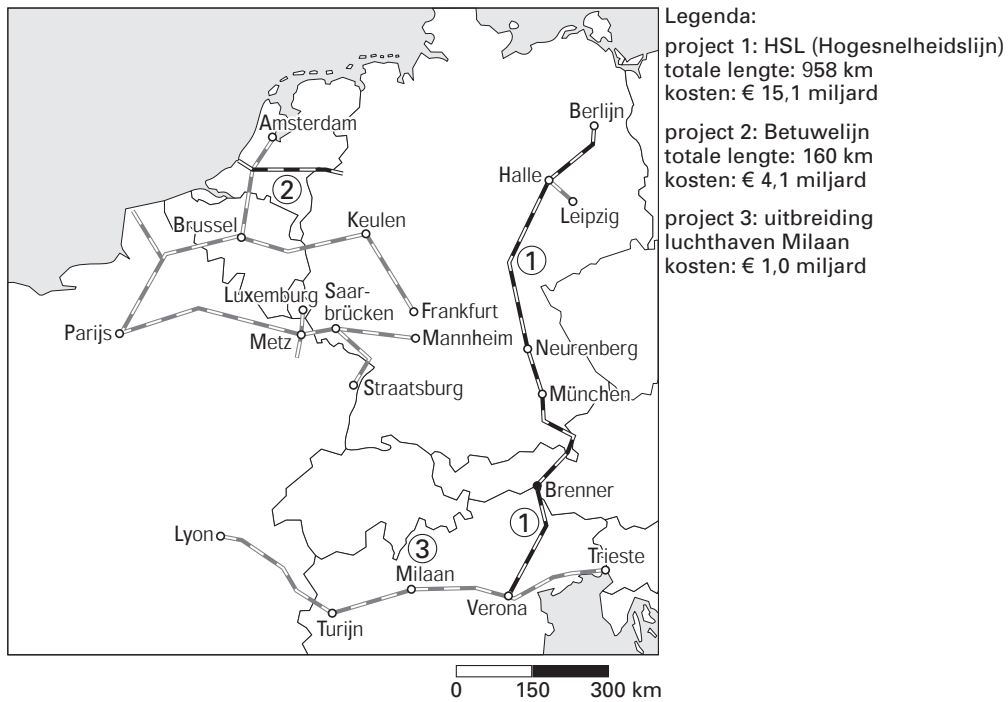 Legenda:
project 1: HSL (Hogesnelheidslijn)
totale lengte: 958 km
kosten: € 15,1 miljard
project 2: Betuwelijn
totale lengte: 160 km
kosten: € 4,1 miljard
project 3: uitbreiding
luchthaven Milaan
kosten: € 1,0 miljard
Berlijn
Amsterdam
Halle
2
Leipzig
Brussel
Keulen
1
Luxemburg
Saar-
brücken
Frankfurt
Parijs
Metz
Mannheim
Neurenberg
Straatsburg
München
Brenner
1
Lyon
3
Trieste
Milaan
Verona
Turijn
0 150 300 km